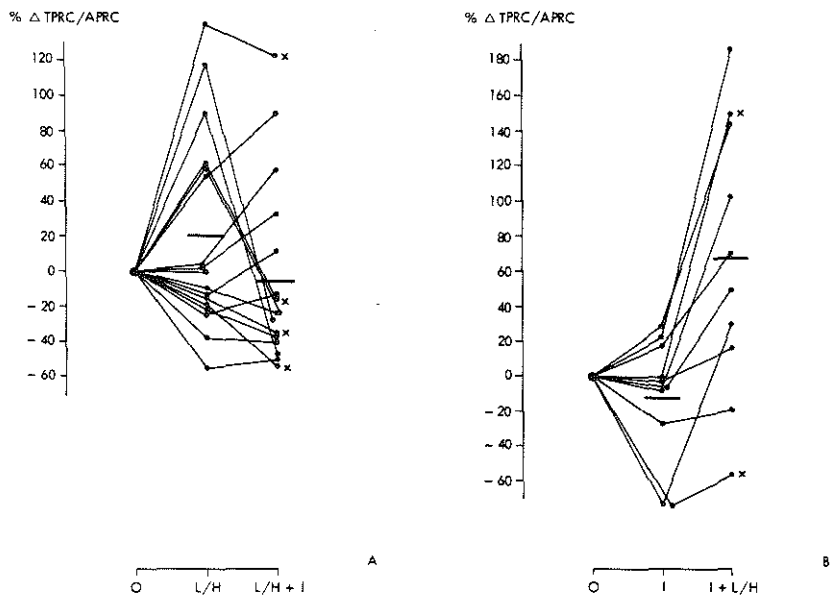 % △ TPRC/APRC
120
100
80
60
40
20
0
- 20
- 40
- 60
x
x
x
x
A
O
L/H
L/H + I
% △ TPRC/APRC
180
160
140
120
100
80
60
40
20
0
- 20
- 40
- 60
x
x
B
O
I
I + L/H